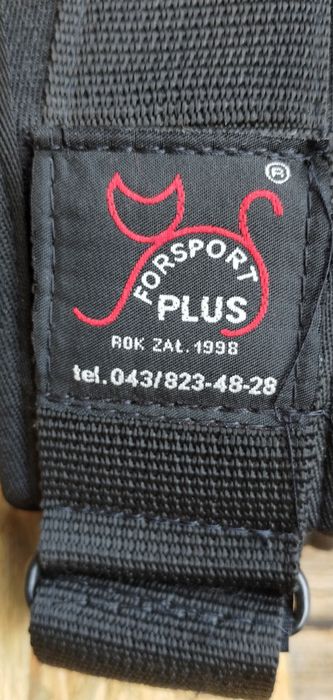 ®
FORSPORT
PLUS
ROK ZAŁ. 1998
tel. 043/823-48-28